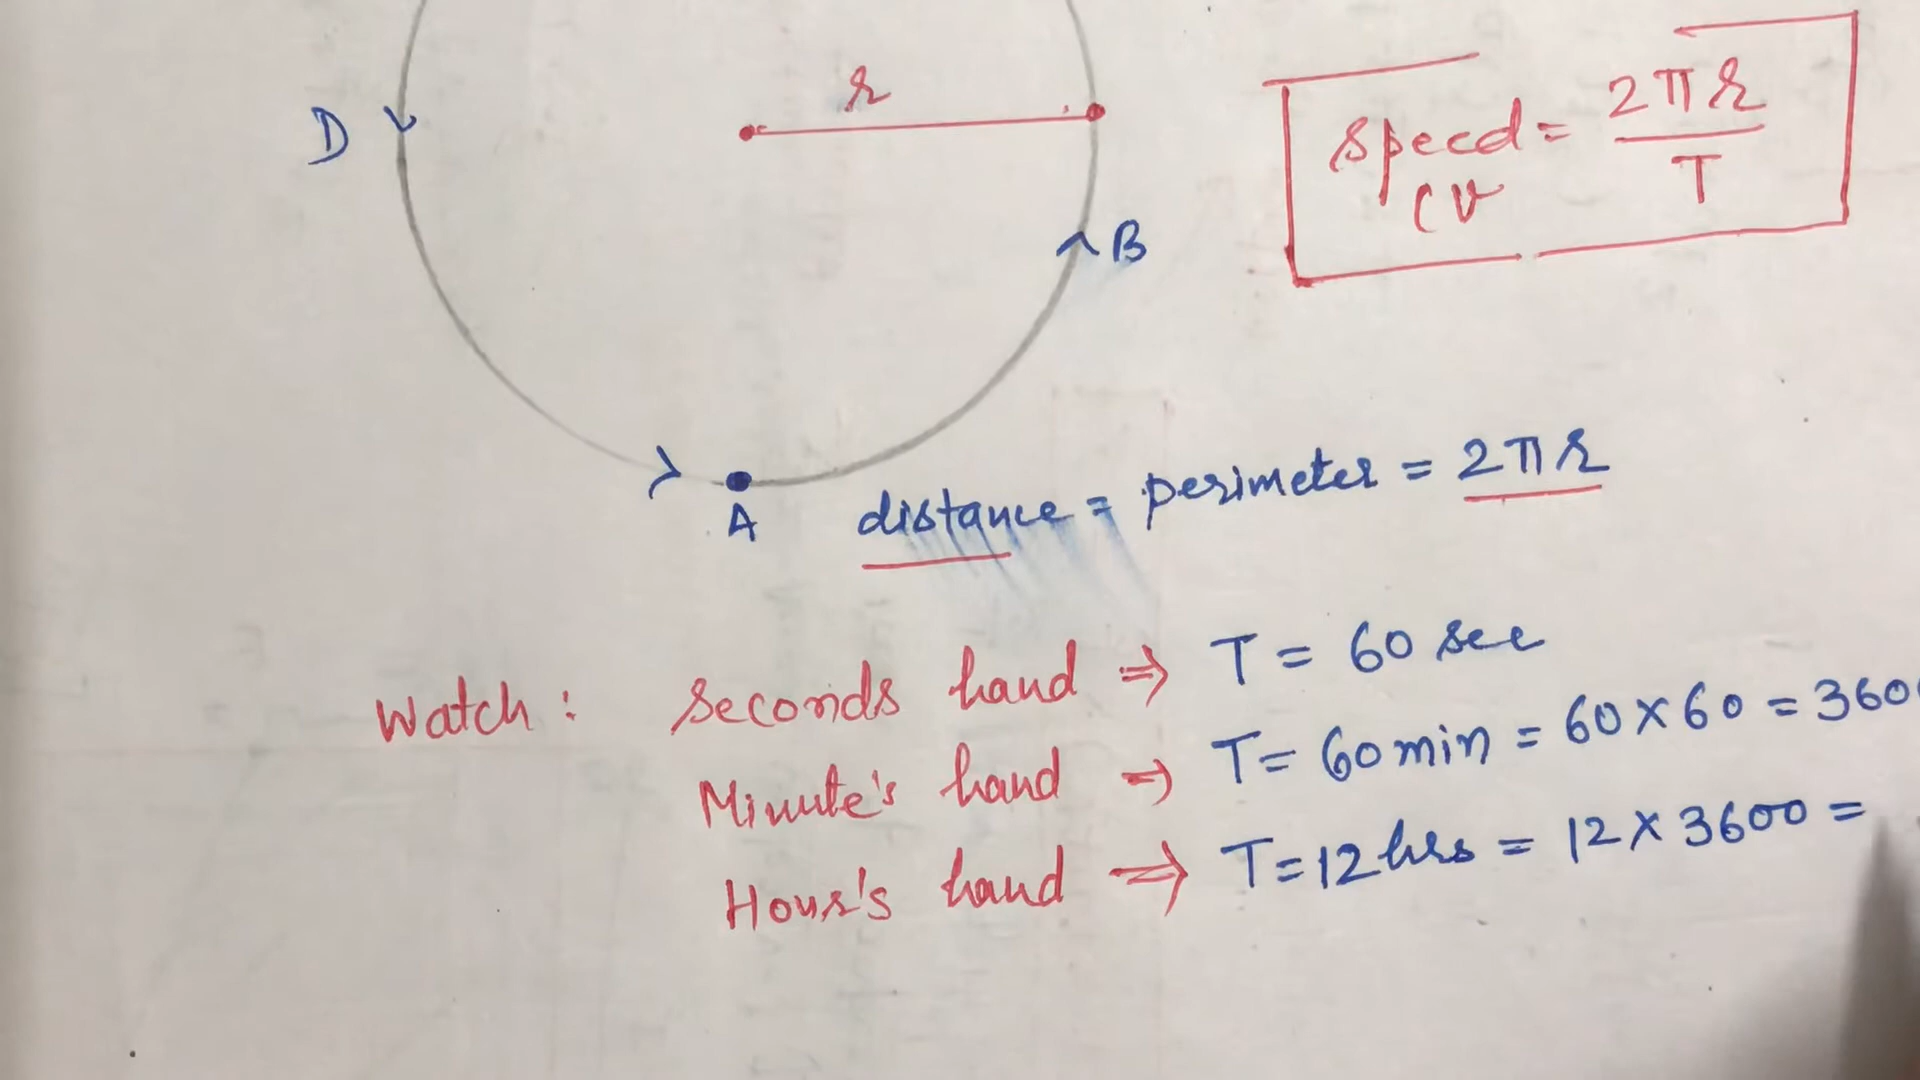 r
D
speed = 2πr / T
(v
B
A
distance = perimeter = 2πr
Watch : seconds hand ⇒ T = 60 sec
Minute's hand ⇒ T = 60 min = 60 × 60 = 360
Hour's hand ⇒ T = 12 hrs = 12 × 3600 =